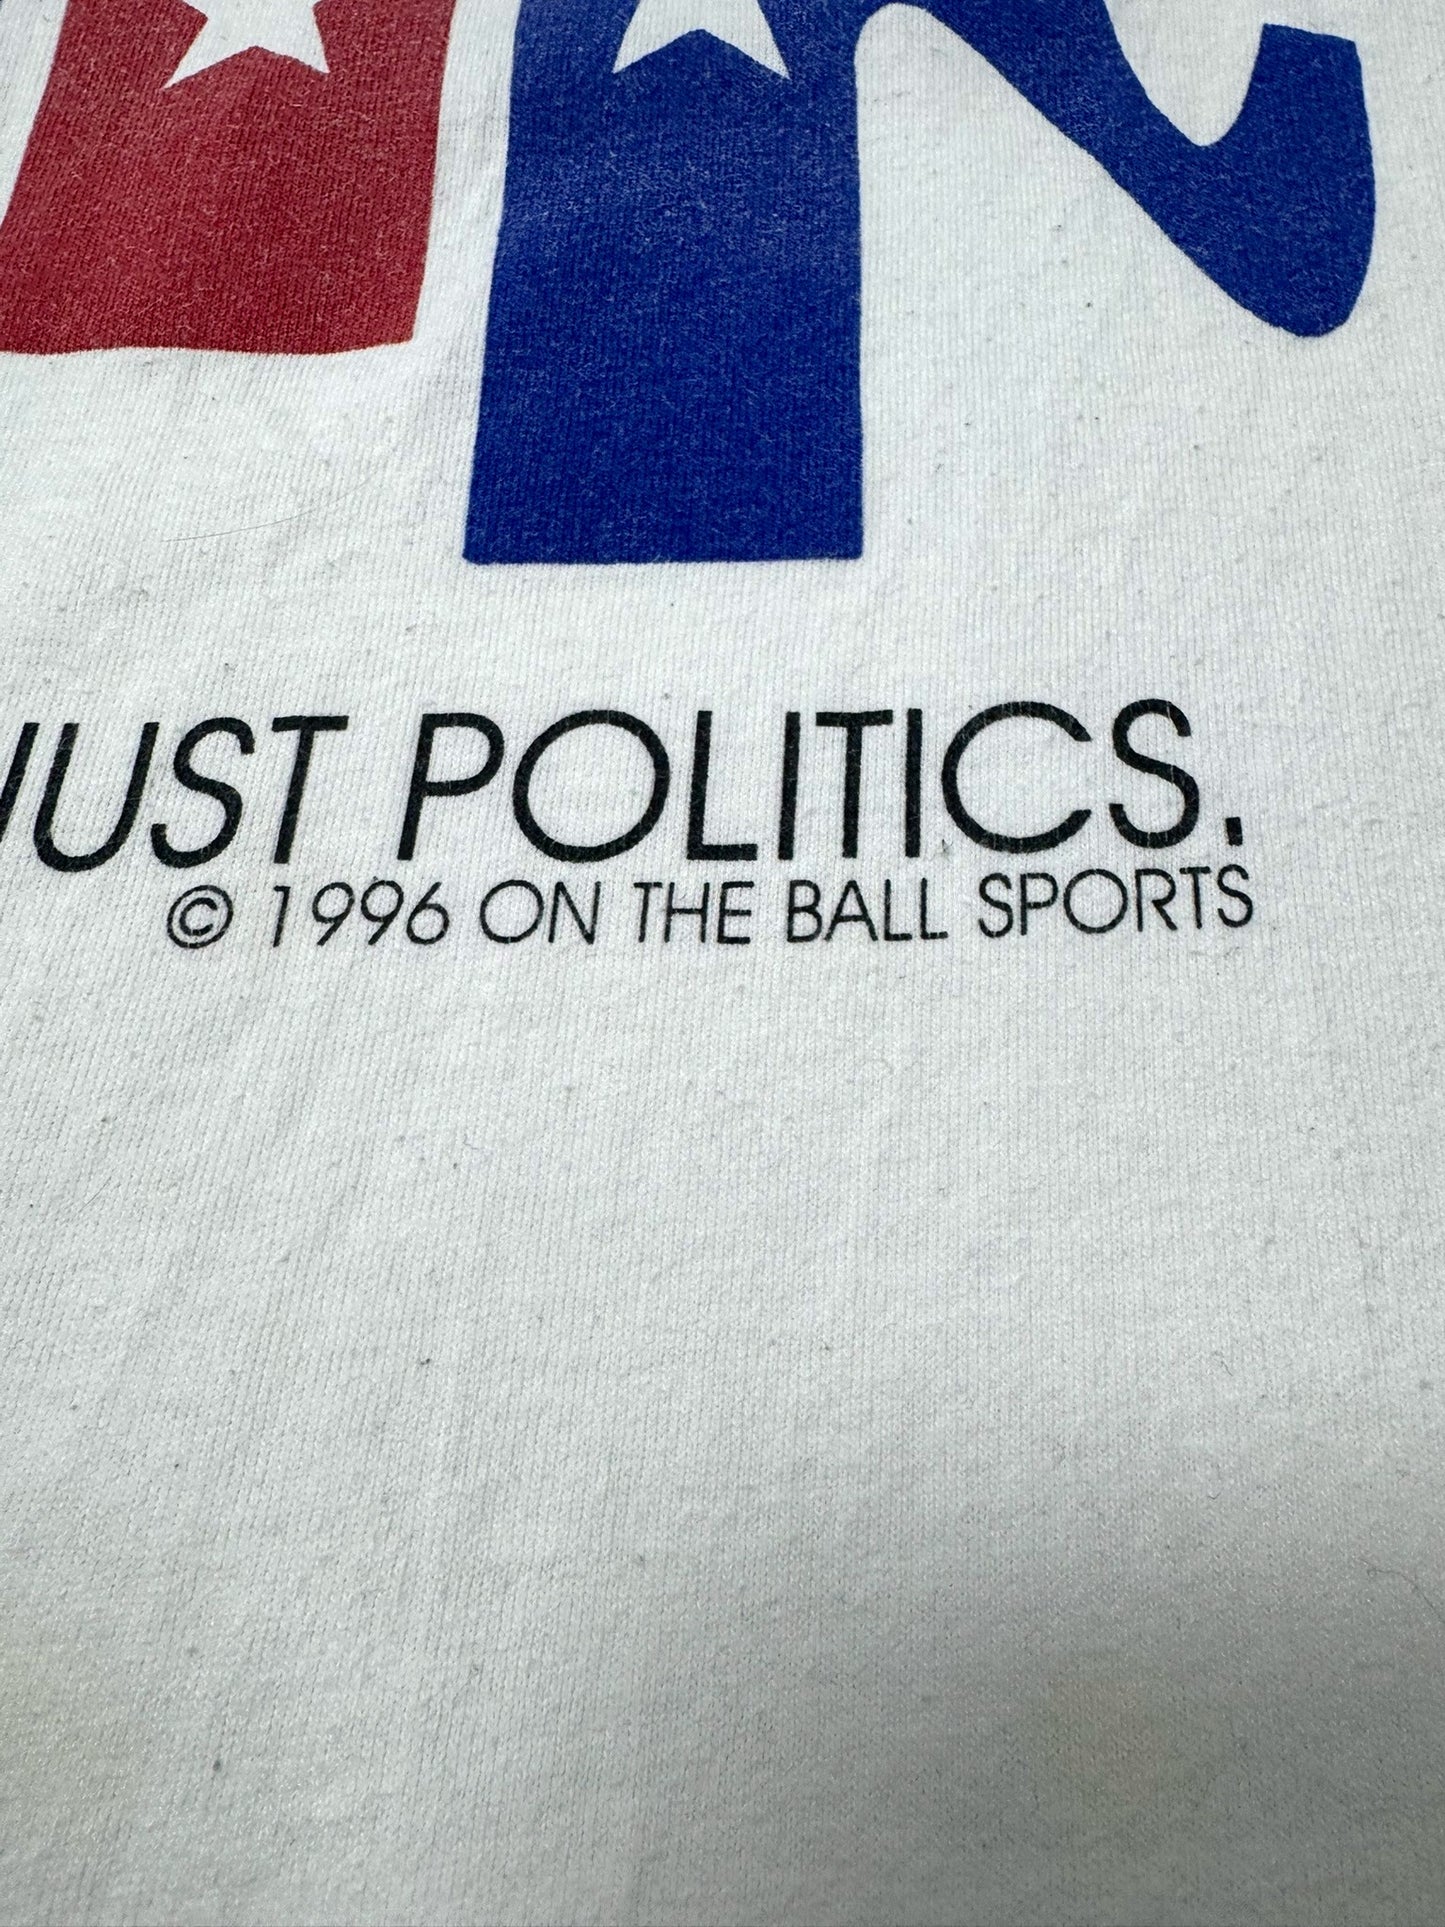 JUST POLITICS.
© 1996 ON THE BALL SPORTS